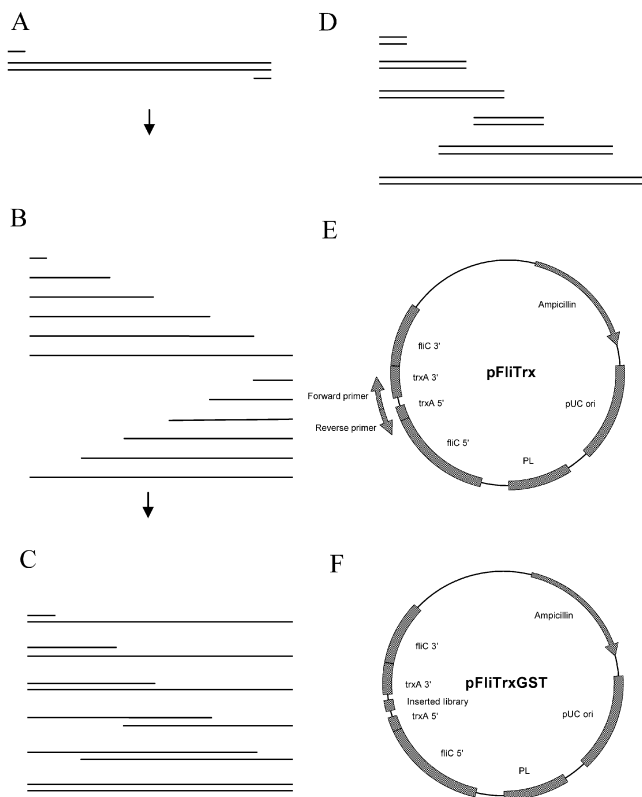 A
B
C
D
E
Ampicillin
fliC 3'
pFliTrx
trxA 3'
Forward primer
trxA 5'
pUC ori
Reverse primer
fliC 5'
PL
F
Ampicillin
fliC 3'
pFliTrxGST
trxA 3'
Inserted library
trxA 5'
pUC ori
fliC 5'
PL